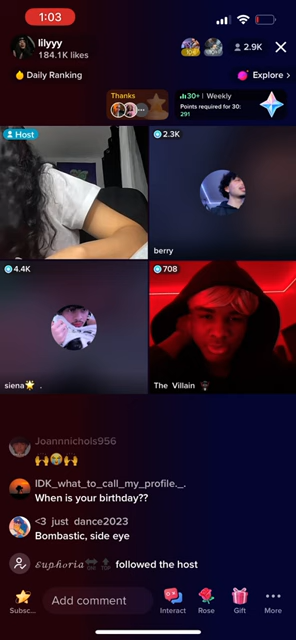 1:03
lilyyy
184.1K likes
2.9K
Daily Ranking
Explore >
Thanks
30+ | Weekly
Points required for 30:
291
Host
2.3K
berry
4.4K
siena🌟 .
708
The Villain
Joannnichols956
🙌😭🙌
IDK_what_to_call_my_profile._.
When is your birthday??
<3 just dance2023
Bombastic, side eye
𝓮𝓾𝓹𝓱𝓸𝓻𝓲𝓪 🔛 🔝 followed the host
Subsc...
Add comment
Interact
Rose
Gift
More